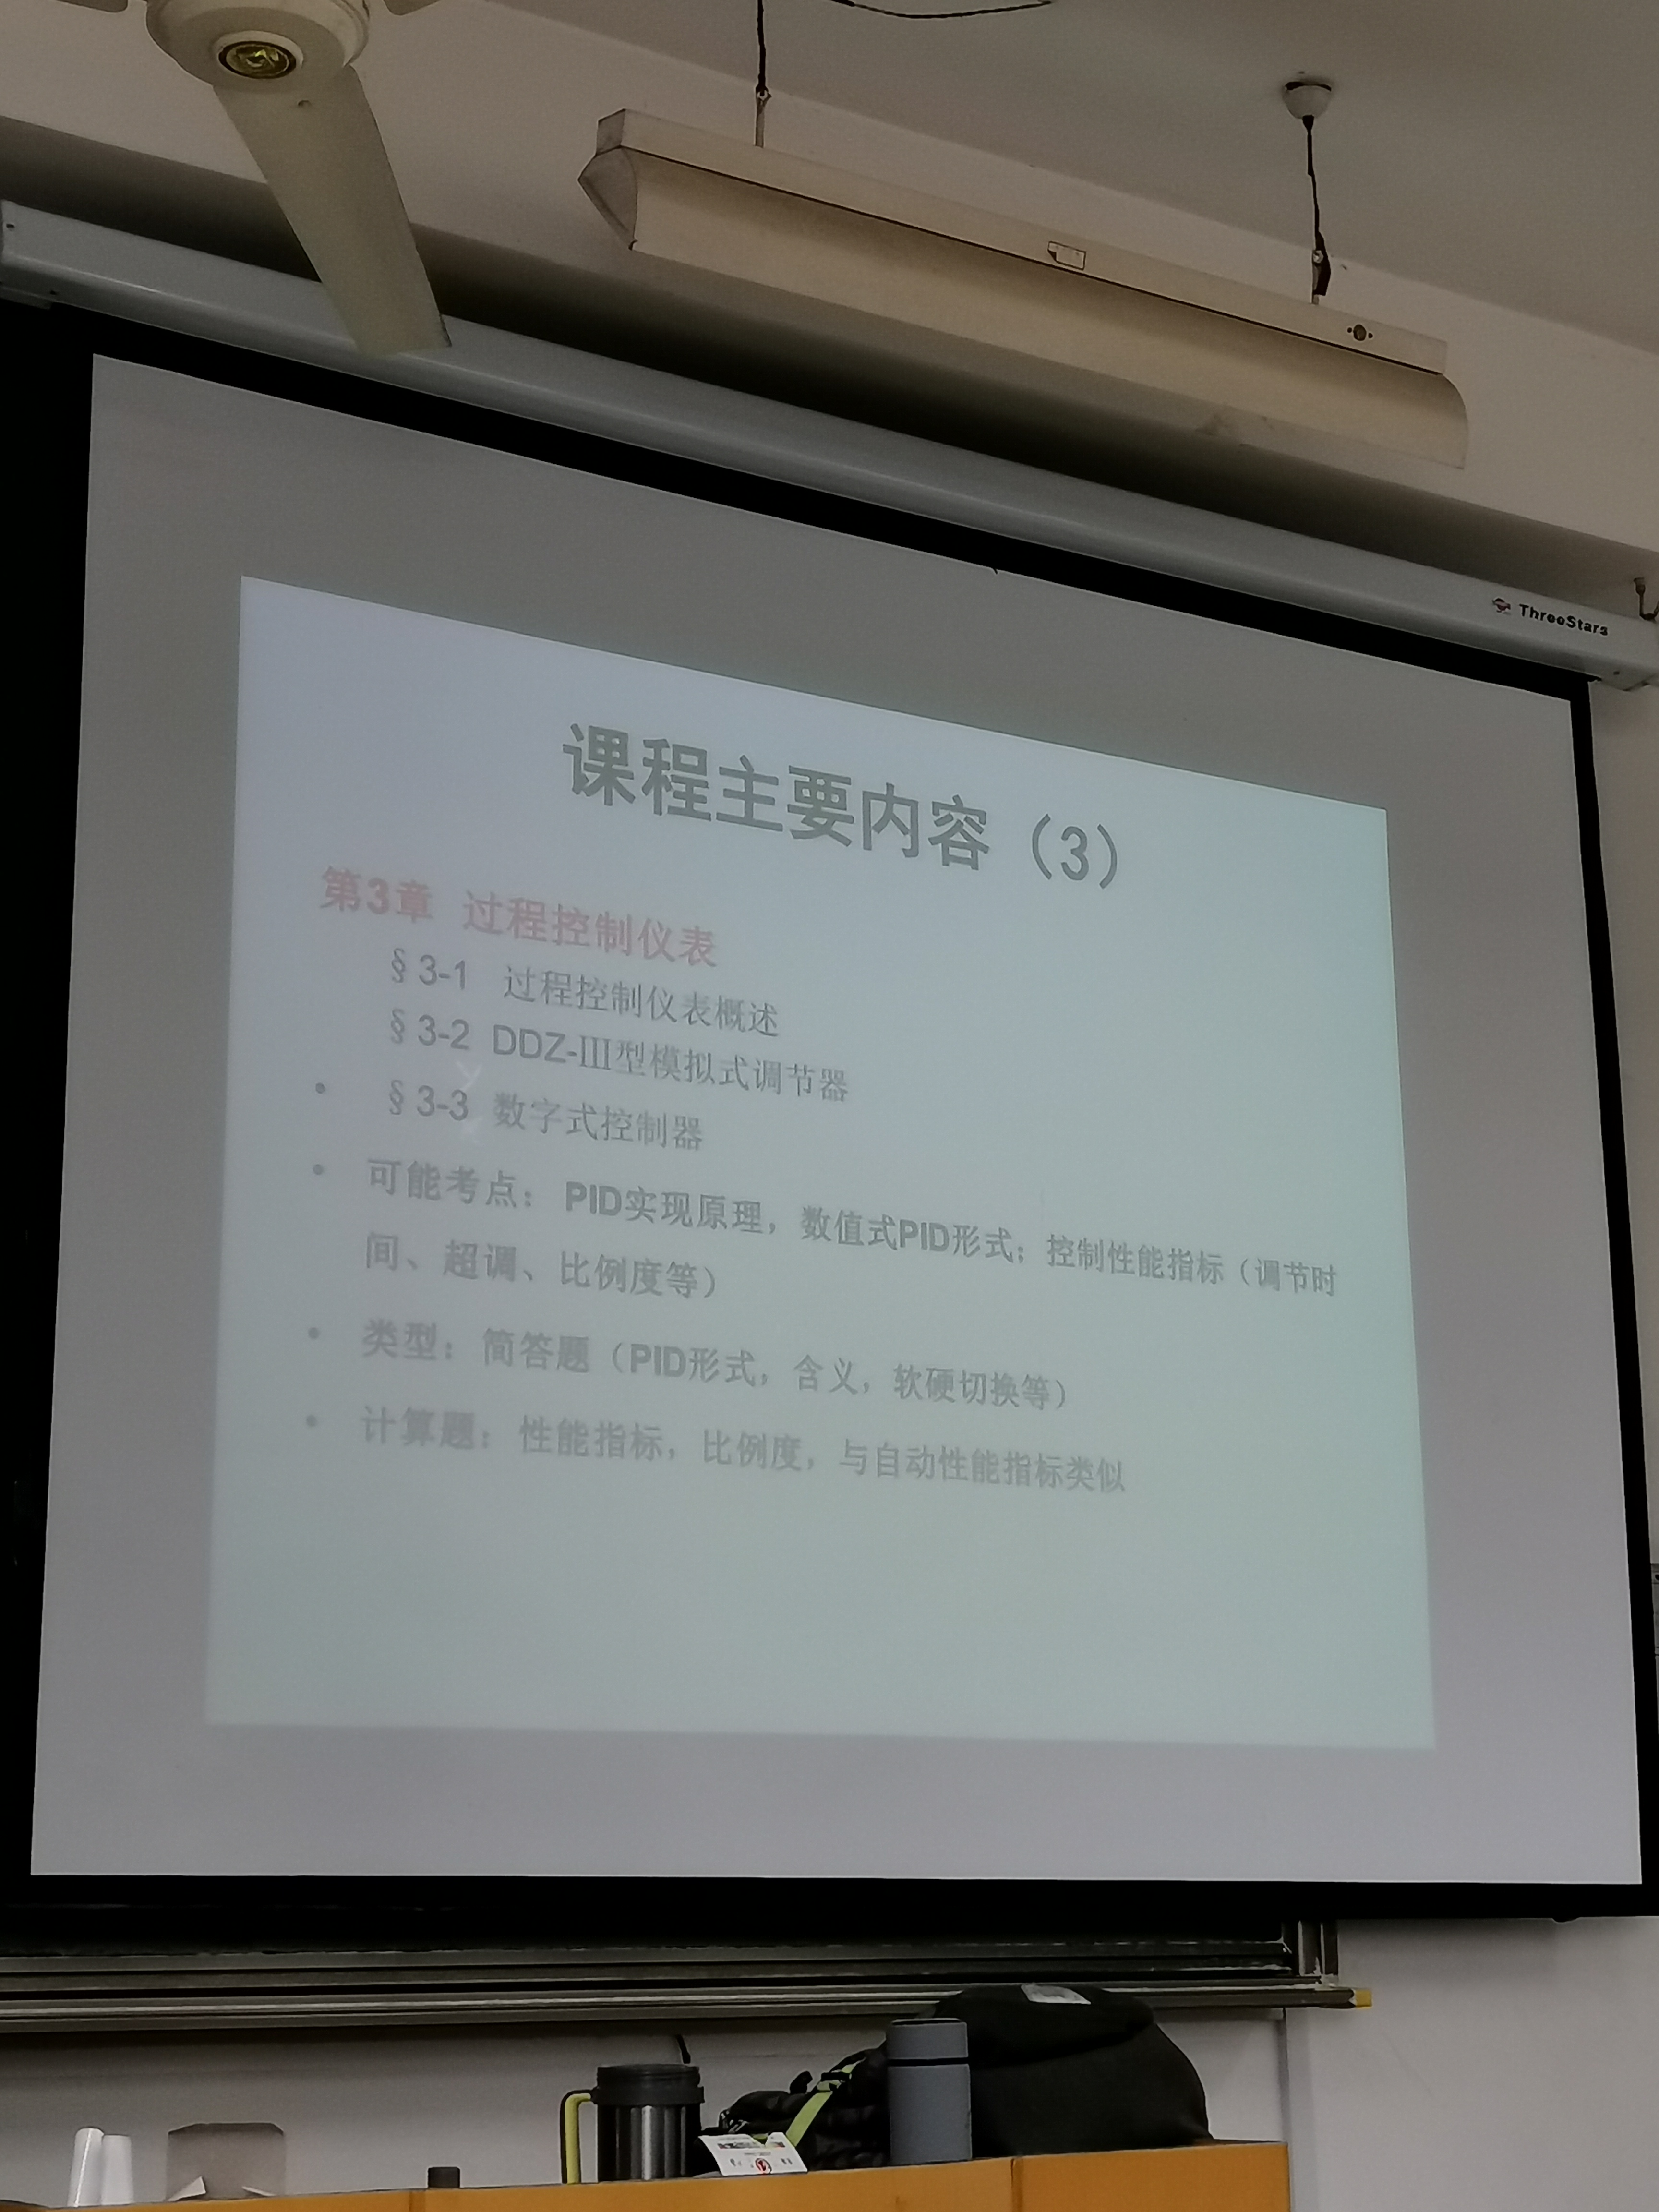 ThreeStars
课程主要内容（3）
第3章 过程控制仪表
§3-1 过程控制仪表概述
§3-2 DDZ-Ⅲ型模拟式调节器
• §3-3 数字式控制器
• 可能考点：PID实现原理，数值式PID形式；控制性能指标（调节时
间、超调、比例度等）
• 类型：简答题（PID形式，含义，软硬切换等）
• 计算题：性能指标，比例度，与自动性能指标类似